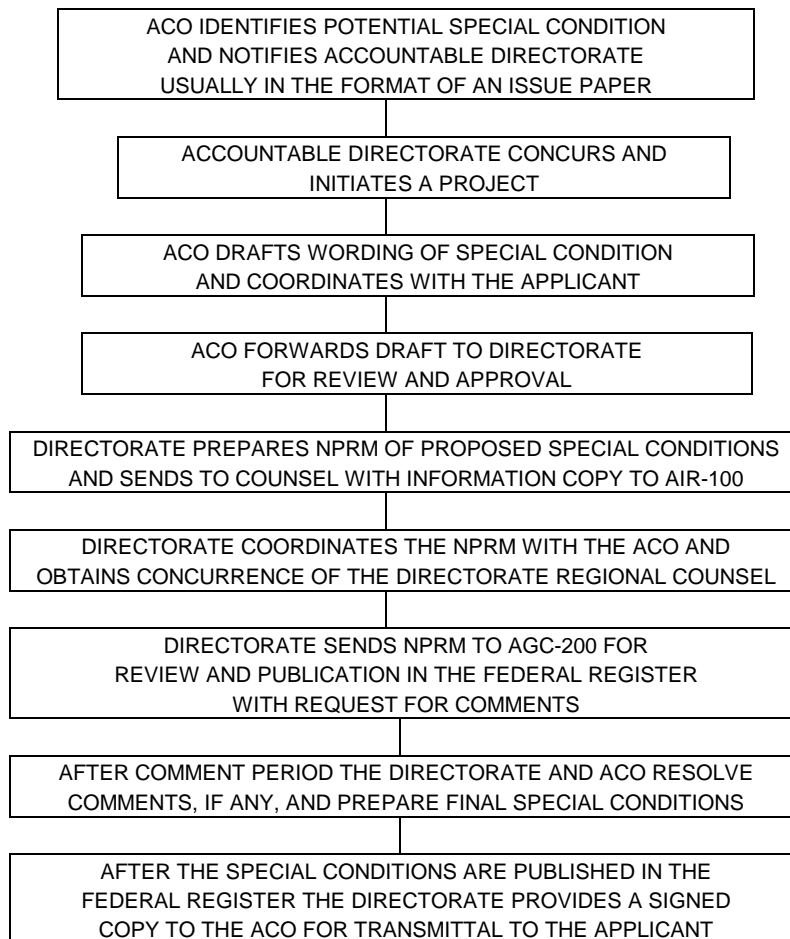 ACO IDENTIFIES POTENTIAL SPECIAL CONDITION
AND NOTIFIES ACCOUNTABLE DIRECTORATE
USUALLY IN THE FORMAT OF AN ISSUE PAPER
ACCOUNTABLE DIRECTORATE CONCURS AND
INITIATES A PROJECT
ACO DRAFTS WORDING OF SPECIAL CONDITION
AND COORDINATES WITH THE APPLICANT
ACO FORWARDS DRAFT TO DIRECTORATE
FOR REVIEW AND APPROVAL
DIRECTORATE PREPARES NPRM OF PROPOSED SPECIAL CONDITIONS
AND SENDS TO COUNSEL WITH INFORMATION COPY TO AIR-100
DIRECTORATE COORDINATES THE NPRM WITH THE ACO AND
OBTAINS CONCURRENCE OF THE DIRECTORATE REGIONAL COUNSEL
DIRECTORATE SENDS NPRM TO AGC-200 FOR
REVIEW AND PUBLICATION IN THE FEDERAL REGISTER
WITH REQUEST FOR COMMENTS
AFTER COMMENT PERIOD THE DIRECTORATE AND ACO RESOLVE
COMMENTS, IF ANY, AND PREPARE FINAL SPECIAL CONDITIONS
AFTER THE SPECIAL CONDITIONS ARE PUBLISHED IN THE
FEDERAL REGISTER THE DIRECTORATE PROVIDES A SIGNED
COPY TO THE ACO FOR TRANSMITTAL TO THE APPLICANT